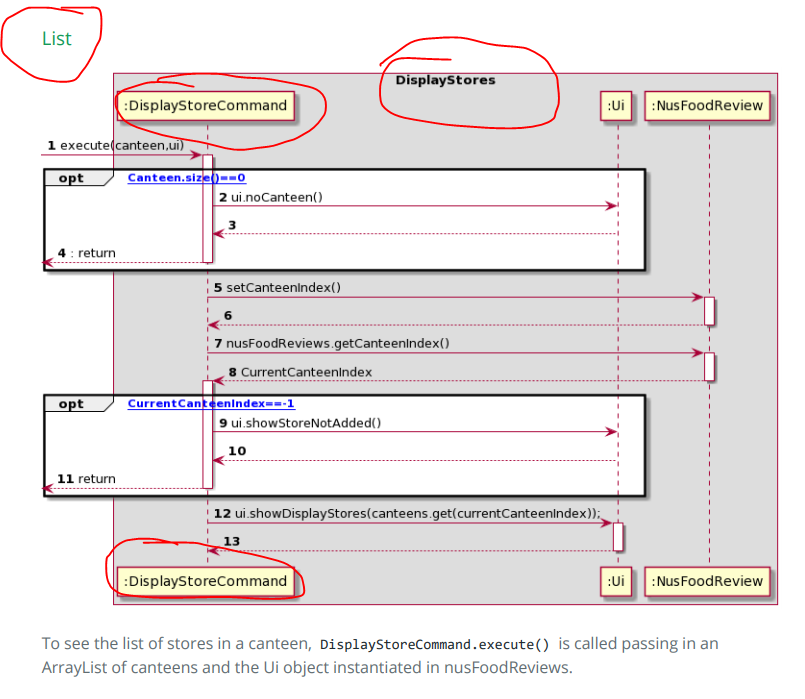 List
DisplayStores
:DisplayStoreCommand
:Ui
:NusFoodReview
1 execute(canteen,ui)
opt Canteen.size()==0
2 ui.noCanteen()
3
4 : return
5 setCanteenIndex()
6
7 nusFoodReviews.getCanteenIndex()
8 CurrentCanteenIndex
opt CurrentCanteenIndex==-1
9 ui.showStoreNotAdded()
10
11 return
12 ui.showDisplayStores(canteens.get(currentCanteenIndex));
13
:DisplayStoreCommand
:Ui
:NusFoodReview
To see the list of stores in a canteen, DisplayStoreCommand.execute() is called passing in an
ArrayList of canteens and the Ui object instantiated in nusFoodReviews.